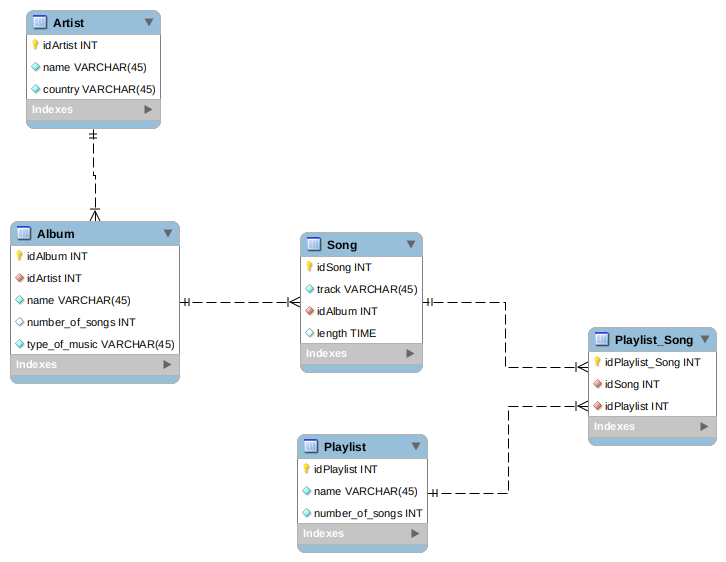 Artist
idArtist INT
name VARCHAR(45)
country VARCHAR(45)
Indexes
Album
idAlbum INT
idArtist INT
name VARCHAR(45)
number_of_songs INT
type_of_music VARCHAR(45)
Indexes
Song
idSong INT
track VARCHAR(45)
idAlbum INT
length TIME
Indexes
Playlist_Song
idPlaylist_Song INT
idSong INT
idPlaylist INT
Indexes
Playlist
idPlaylist INT
name VARCHAR(45)
number_of_songs INT
Indexes